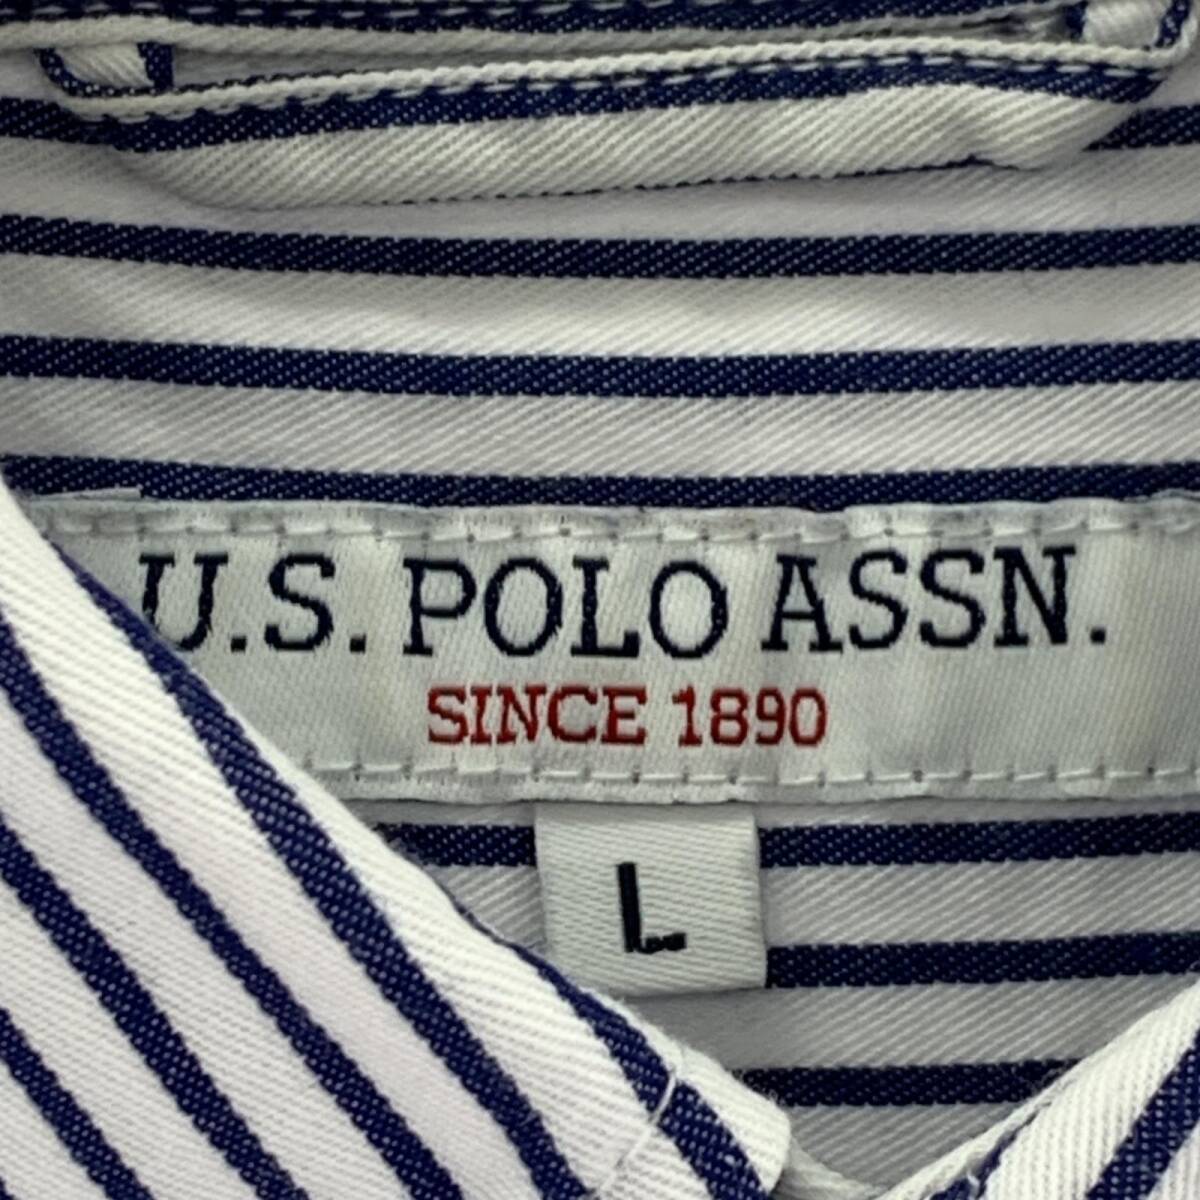 U.S. POLO ASSN.
SINCE 1890
L